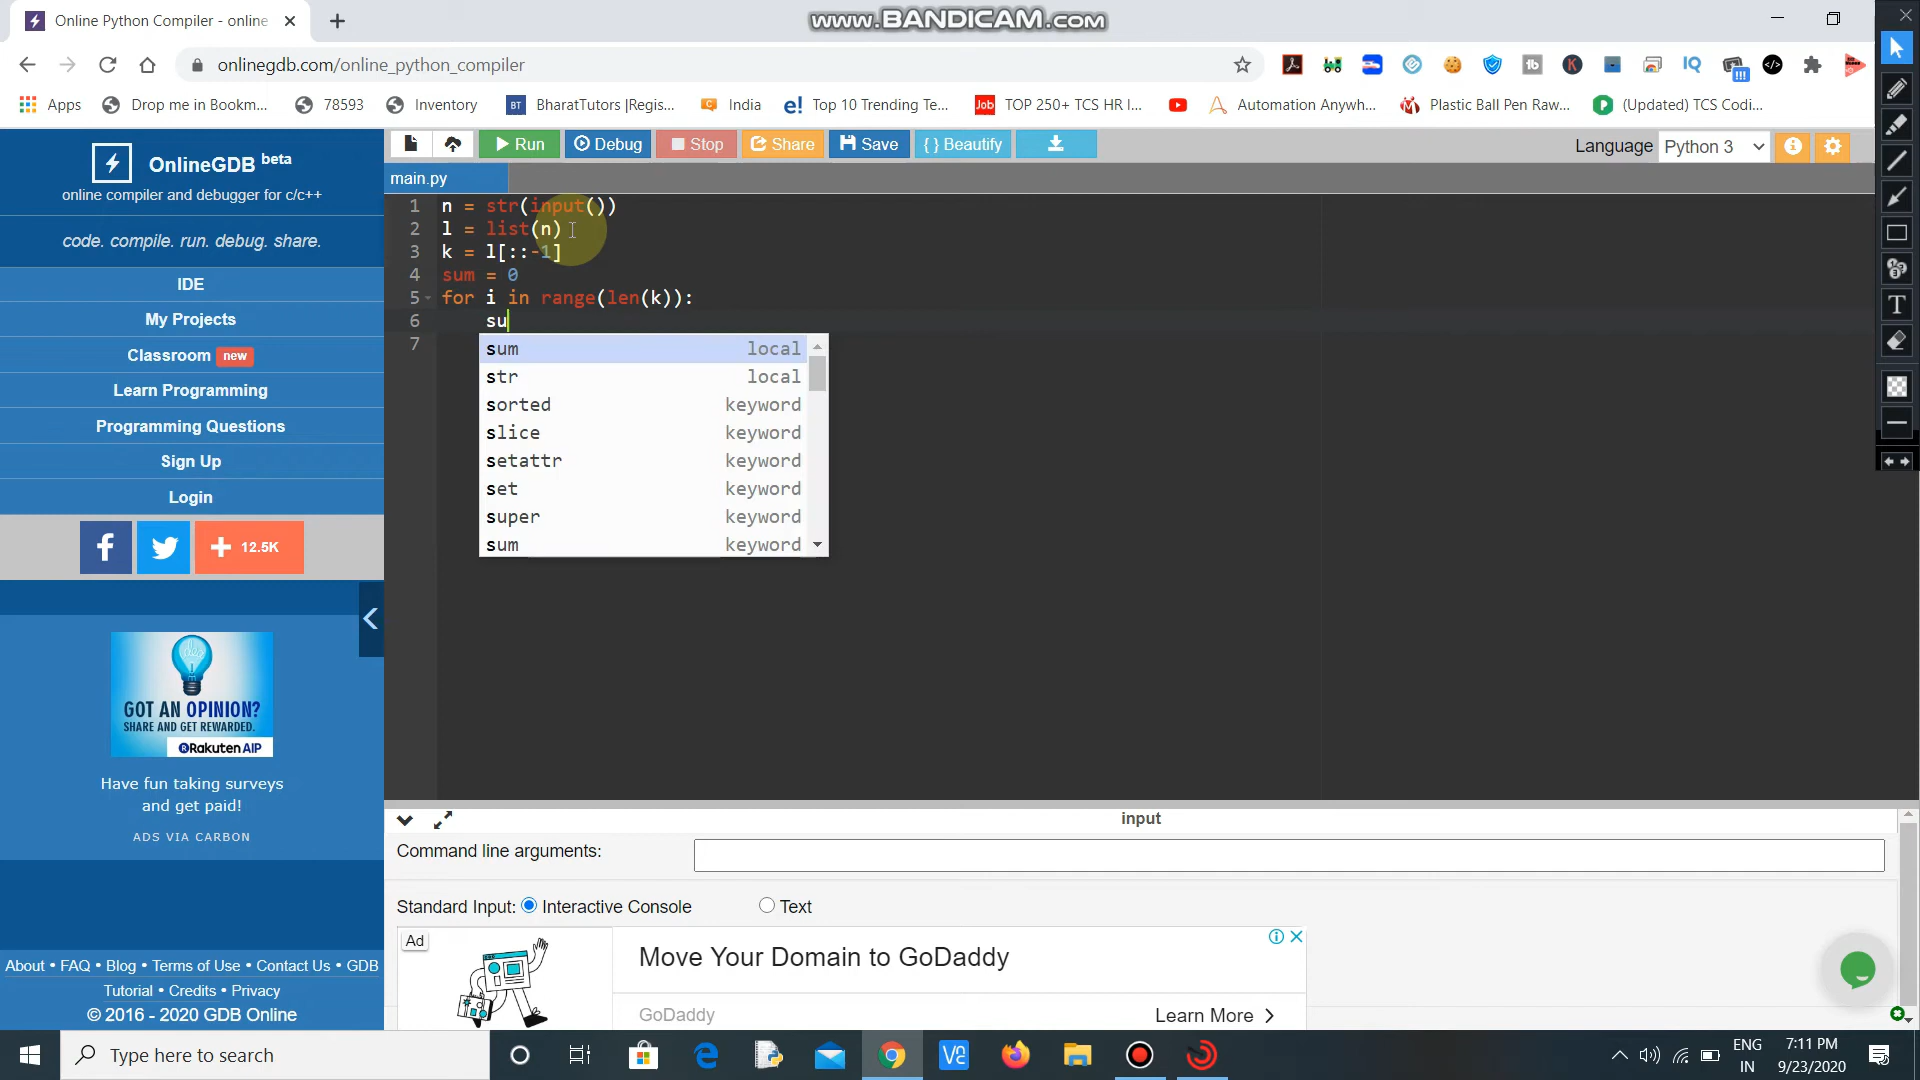 Online Python Compiler - online
www.BANDICAM.com
onlinegdb.com/online_python_compiler
Apps
Drop me in Bookm...
78593
Inventory
BharatTutors |Regis...
India
Top 10 Trending Te...
TOP 250+ TCS HR I...
Automation Anywh...
Plastic Ball Pen Raw...
(Updated) TCS Codi...
OnlineGDB beta
online compiler and debugger for c/c++
code. compile. run. debug. share.
IDE
My Projects
Classroom new
Learn Programming
Programming Questions
Sign Up
Login
12.5K
GOT AN OPINION?
SHARE AND GET REWARDED.
Rakuten AIP
Have fun taking surveys
and get paid!
ADS VIA CARBON
About • FAQ • Blog • Terms of Use • Contact Us • GDB
Tutorial • Credits • Privacy
© 2016 - 2020 GDB Online
Run
Debug
Stop
Share
Save
{ } Beautify
Language Python 3
main.py
1 n = str(input())
2 l = list(n)
3 k = l[::-1]
4 sum = 0
5 for i in range(len(k)):
6 su
7
sum local
str local
sorted keyword
slice keyword
setattr keyword
set keyword
super keyword
sum keyword
input
Command line arguments:
Standard Input: Interactive Console Text
Ad
Move Your Domain to GoDaddy
GoDaddy
Learn More
Type here to search
ENG
IN
7:11 PM
9/23/2020